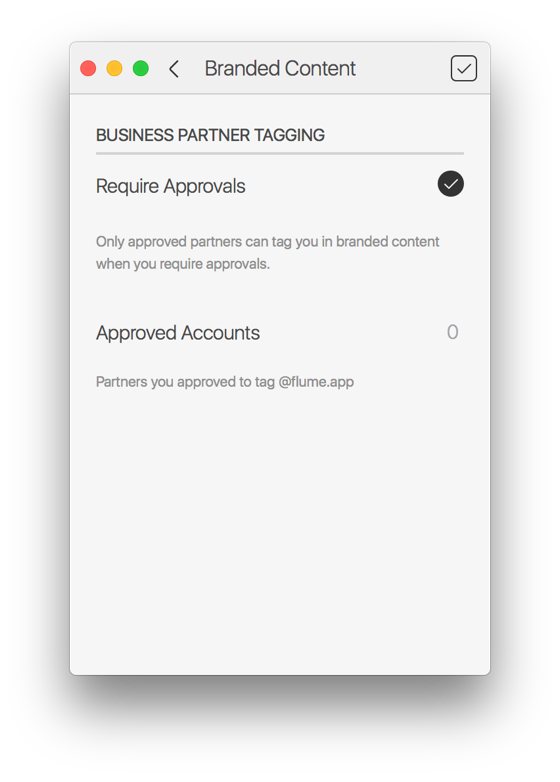 Branded Content
BUSINESS PARTNER TAGGING
Require Approvals
Only approved partners can tag you in branded content
when you require approvals.
Approved Accounts 0
Partners you approved to tag @flume.app